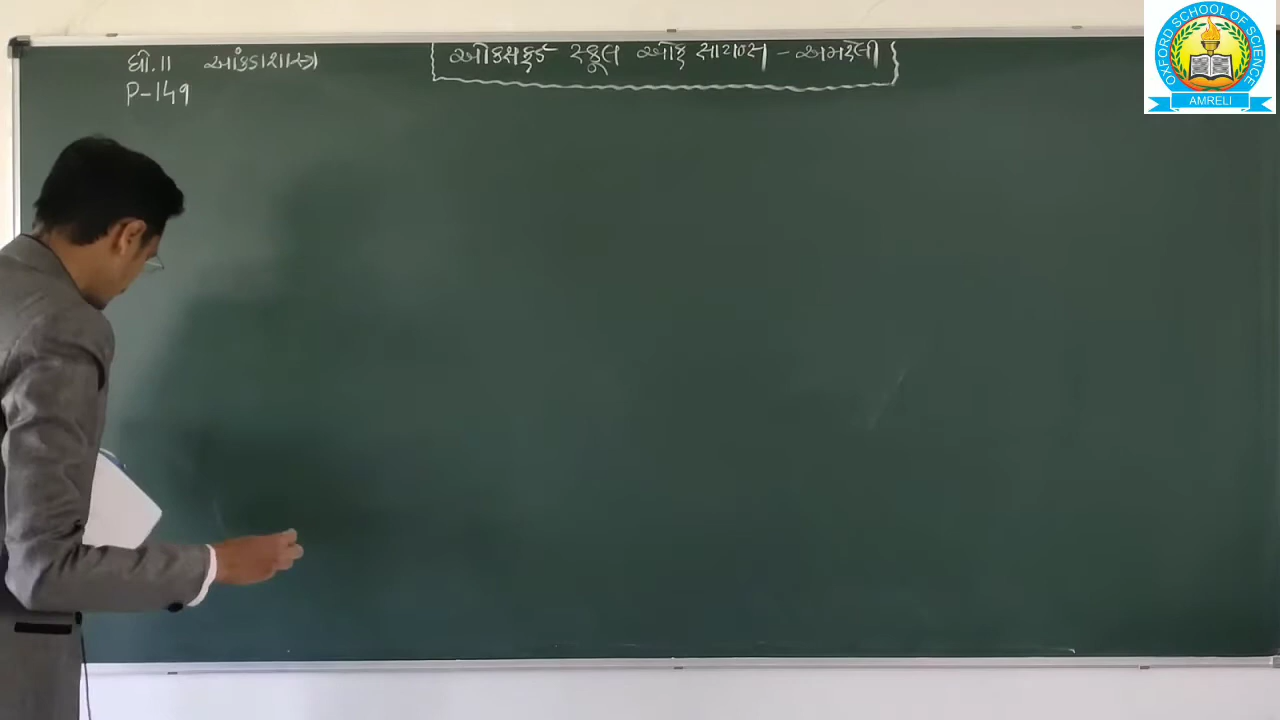 ધો.11 આંકડાશાસ્ત્ર
P-149
ઓક્સફર્ડ સ્કૂલ ઓફ સાયન્સ - અમરેલી
OXFORD SCHOOL OF SCIENCE
AMRELI